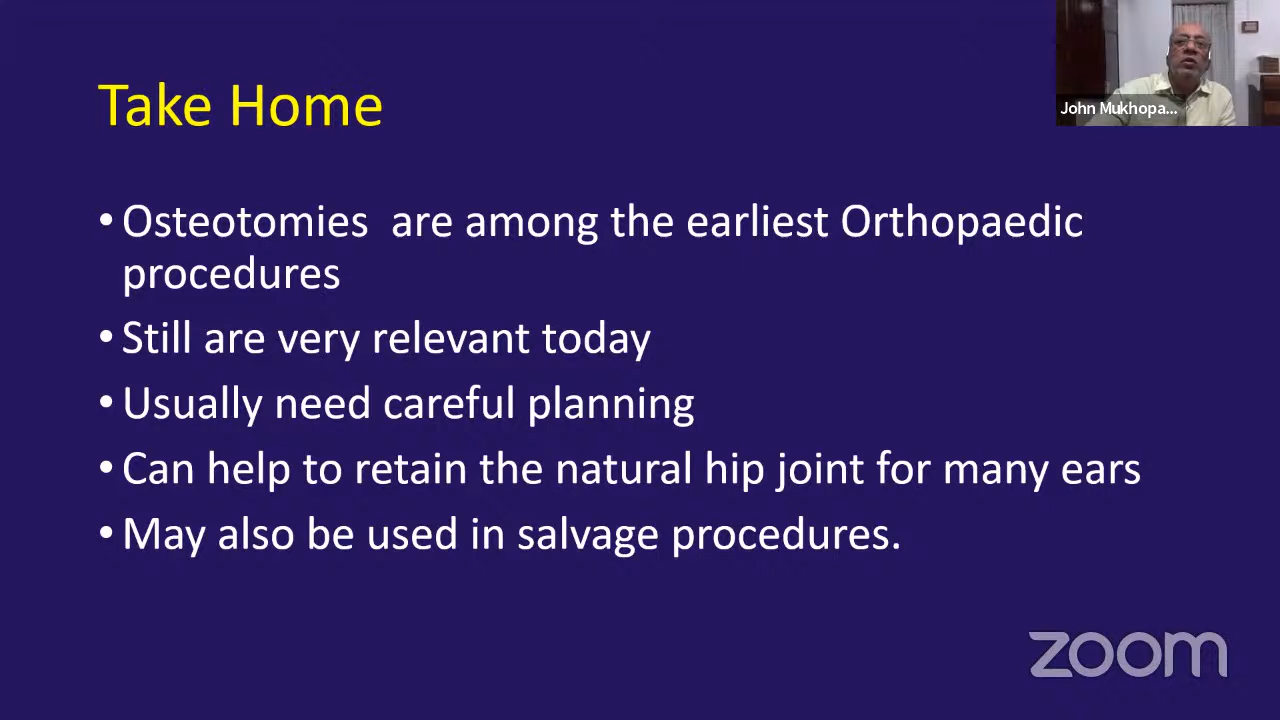 John Mukhopa...
Take Home
• Osteotomies are among the earliest Orthopaedic
procedures
• Still are very relevant today
• Usually need careful planning
• Can help to retain the natural hip joint for many ears
• May also be used in salvage procedures.
zoom